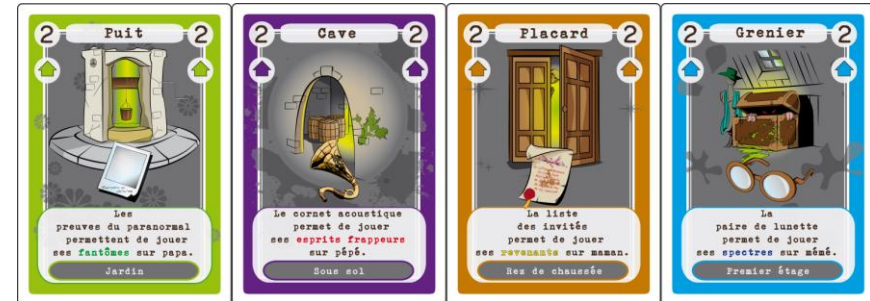 2 Puit 2
Les
preuves du paranormal
permettent de jouer
ses fantômes sur papa.
Jardin
2 Cave 2
Le cornet acoustique
permet de jouer
ses esprits frappeurs
sur pépé.
Sous sol
2 Placard 2
La liste
des invités
permet de jouer
ses revenants sur maman.
Rez de chaussée
2 Grenier 2
La
paire de lunette
permet de jouer
ses spectres sur mémé.
Premier étage